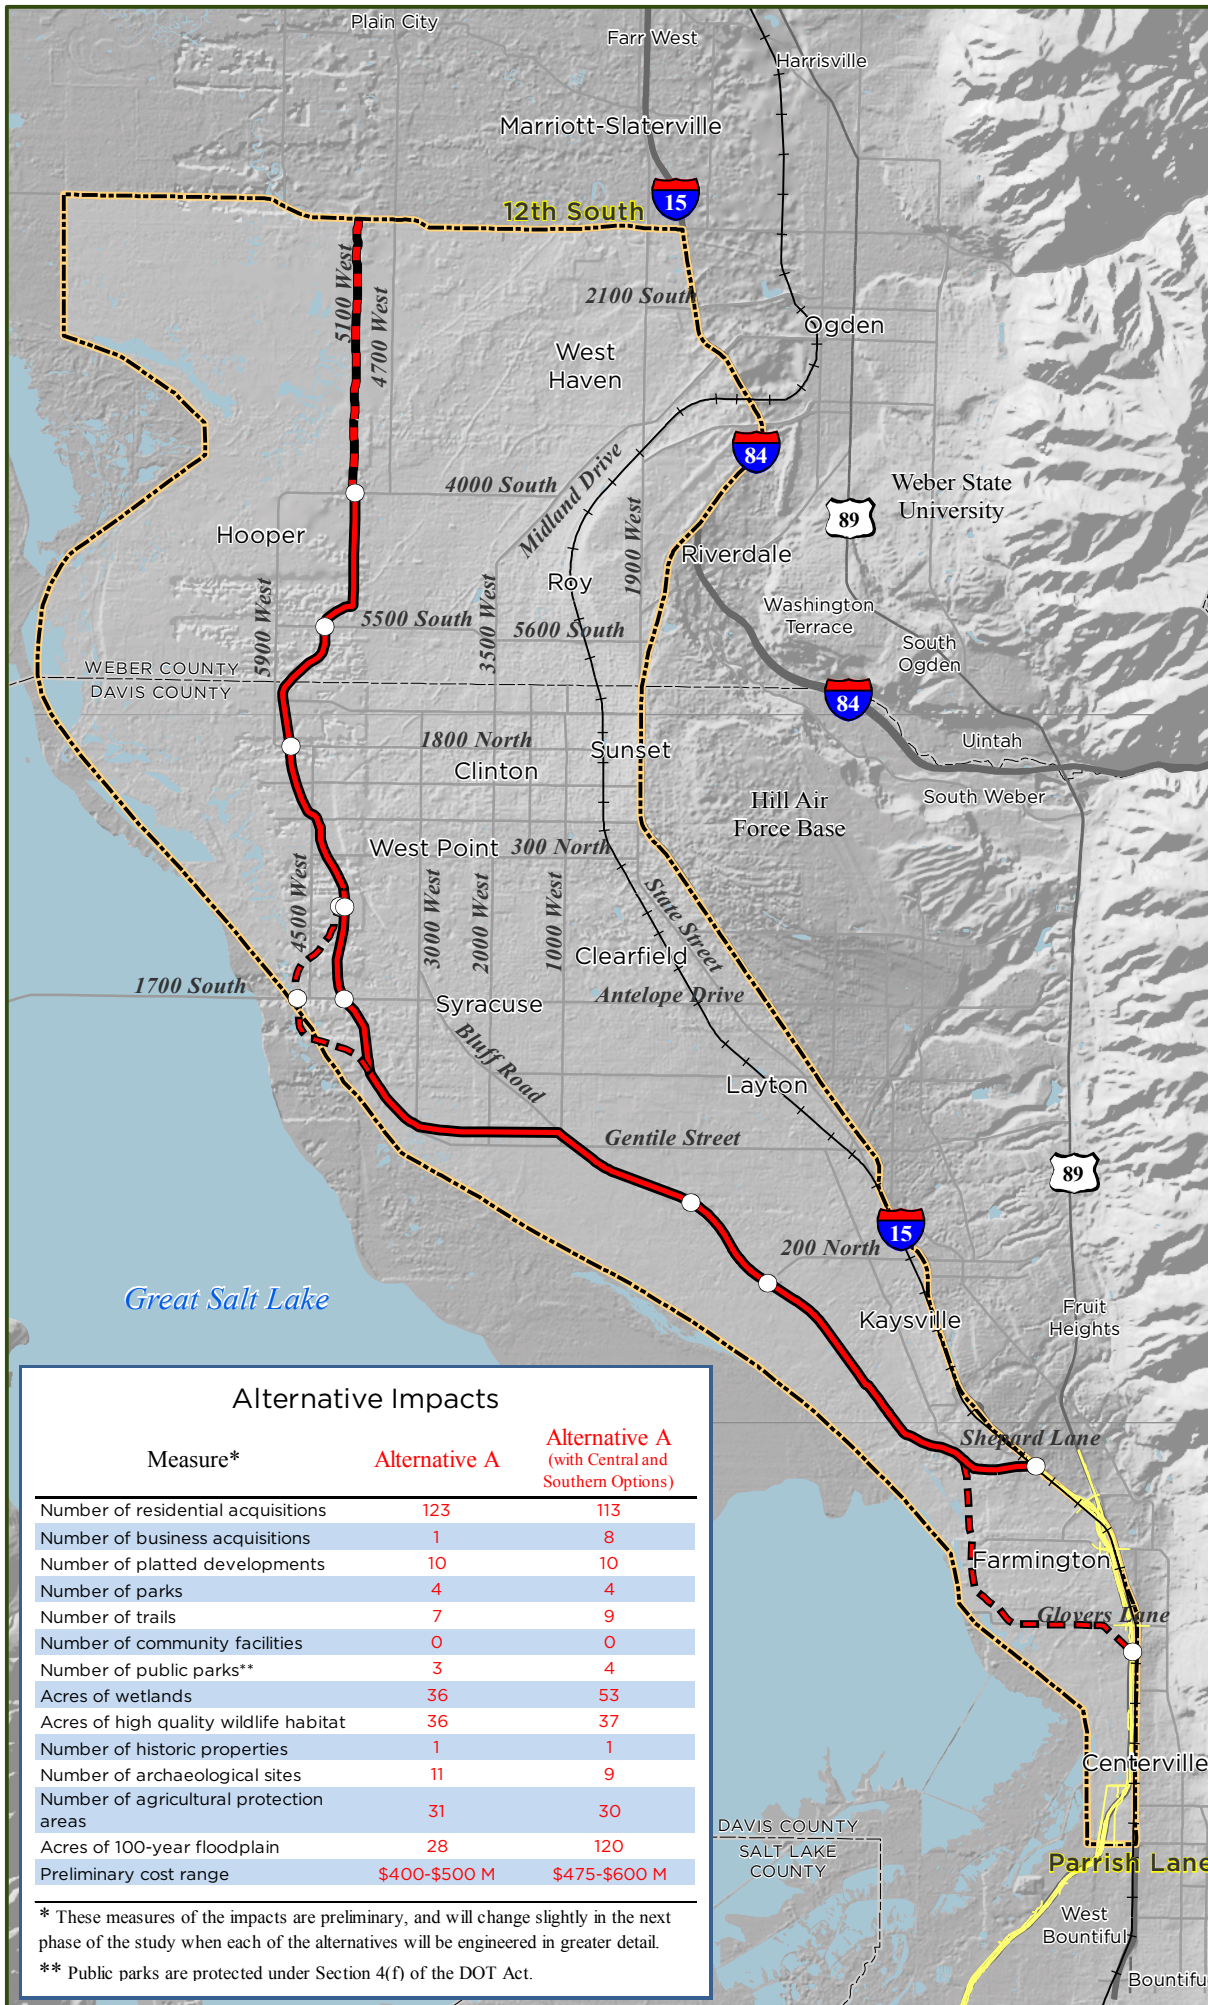 Plain City
Farr West
Harrisville
Marriott-Slaterville
15
12th South
5100 West
4700 West
2100 South
Ogden
West
Haven
84
Midland Drive
4000 South
Weber State
University
89
Hooper
1900 West
Riverdale
Roy
5900 West
3500 West
5500 South
5600 South
Washington
Terrace
South
Ogden
WEBER COUNTY
DAVIS COUNTY
84
Uintah
1800 North
Sunset
Clinton
South Weber
Hill Air
Force Base
West Point
300 North
4500 West
3000 West
2000 West
1000 West
State Street
Clearfield
1700 South
Syracuse
Antelope Drive
Bluff Road
Layton
Gentile Street
89
15
200 North
Great Salt Lake
Kaysville
Fruit
Heights
Shepard Lane
Farmington
Glovers Lane
Centerville
DAVIS COUNTY
SALT LAKE
COUNTY
Parrish Lane
West
Bountiful
Bountifu
Alternative Impacts
Measure* Alternative A Alternative A
(with Central and
Southern Options)
Number of residential acquisitions 123 113
Number of business acquisitions 1 8
Number of platted developments 10 10
Number of parks 4 4
Number of trails 7 9
Number of community facilities 0 0
Number of public parks** 3 4
Acres of wetlands 36 53
Acres of high quality wildlife habitat 36 37
Number of historic properties 1 1
Number of archaeological sites 11 9
Number of agricultural protection
areas 31 30
Acres of 100-year floodplain 28 120
Preliminary cost range $400-$500 M $475-$600 M
* These measures of the impacts are preliminary, and will change slightly in the next
phase of the study when each of the alternatives will be engineered in greater detail.
** Public parks are protected under Section 4(f) of the DOT Act.